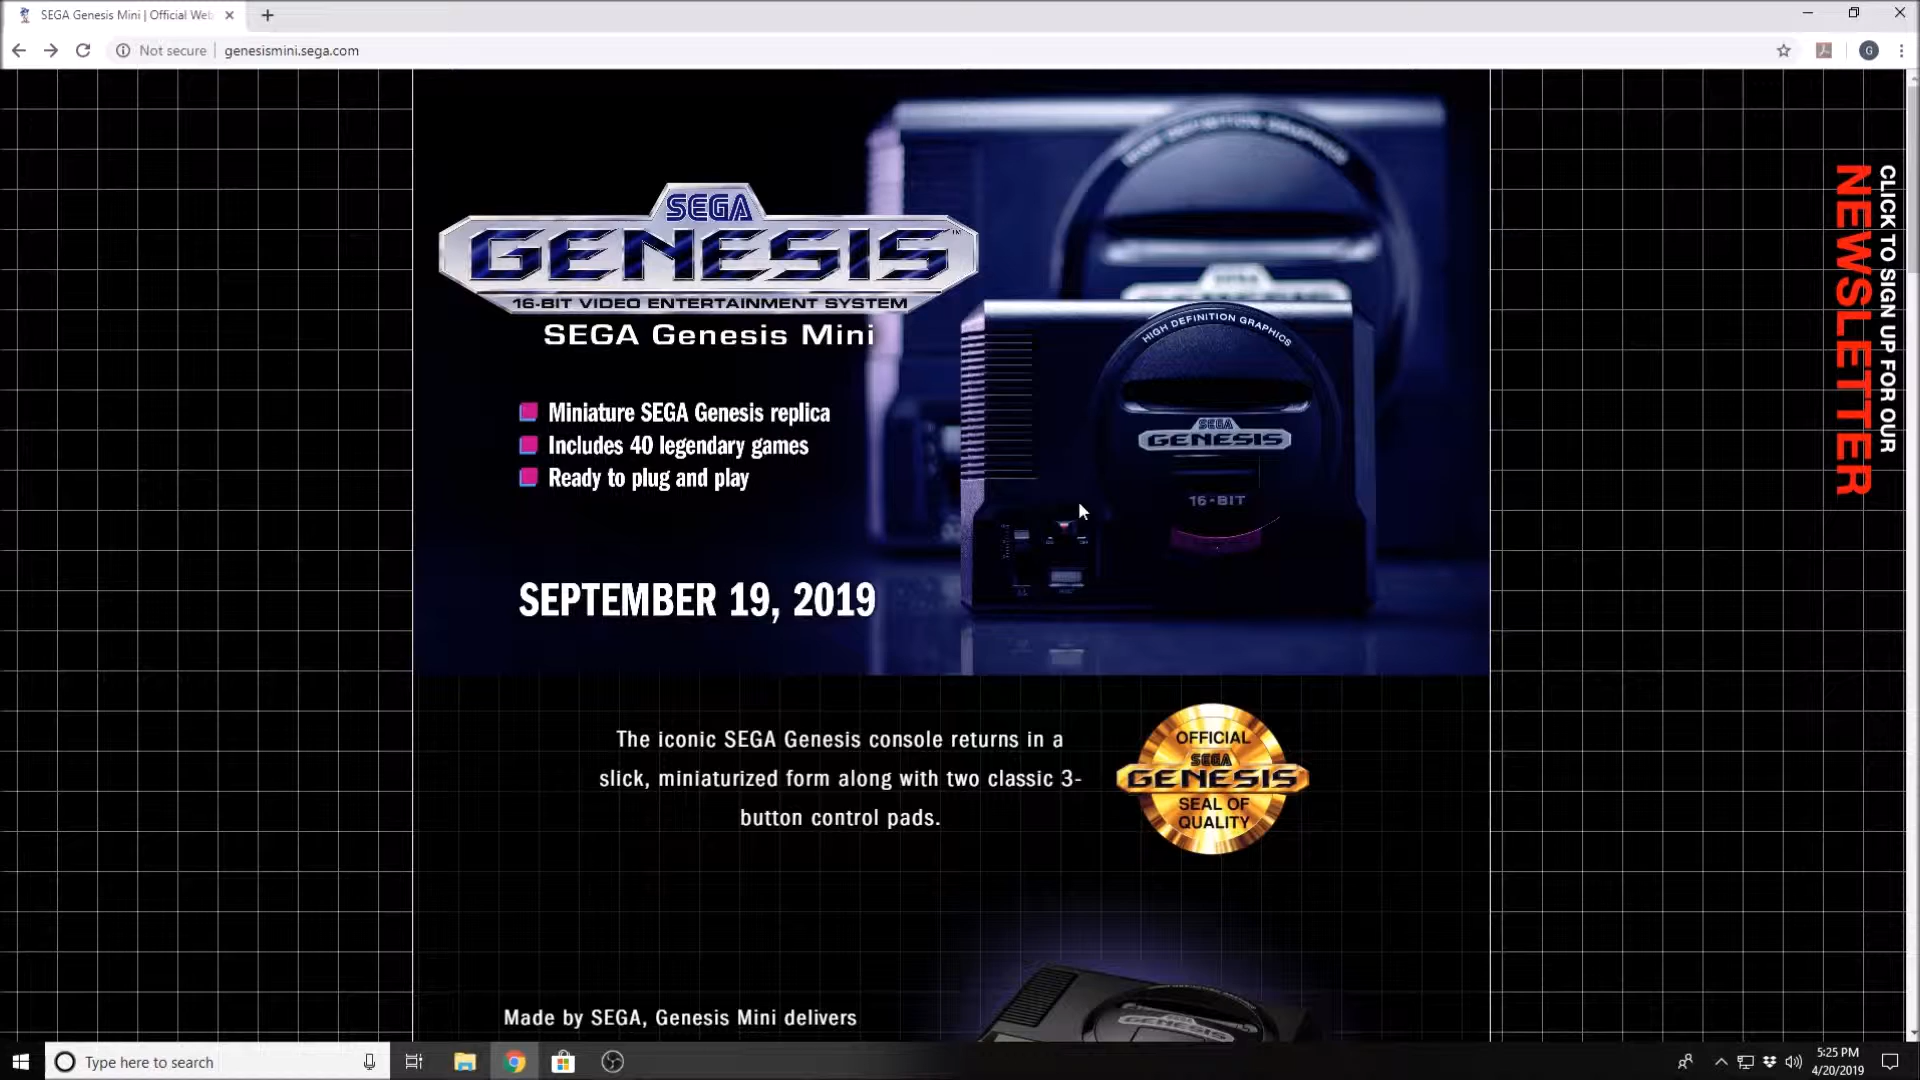 SEGA Genesis Mini | Official Web
Not secure
genesismini.sega.com
G
HIGH DEFINITION GRAPHICS
SEGA
GENESIS™
16-BIT VIDEO ENTERTAINMENT SYSTEM
SEGA Genesis Mini
HIGH DEFINITION GRAPHICS
Miniature SEGA Genesis replica
Includes 40 legendary games
Ready to plug and play
SEGA
GENESIS
16-BIT
SEPTEMBER 19, 2019
CLICK TO SIGN UP FOR OUR
NEWSLETTER
The iconic SEGA Genesis console returns in a
slick, miniaturized form along with two classic 3-
button control pads.
OFFICIAL
SEGA
GENESIS
SEAL OF
QUALITY
Made by SEGA, Genesis Mini delivers
GENESIS
Type here to search
5:25 PM
4/20/2019